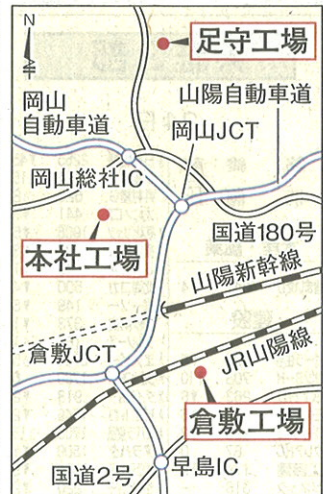 N
足守工場
岡山
自動車道
山陽自動車道
岡山JCT
岡山総社IC
本社工場
国道180号
山陽新幹線
倉敷JCT
JR山陽線
倉敷工場
国道2号
早島IC